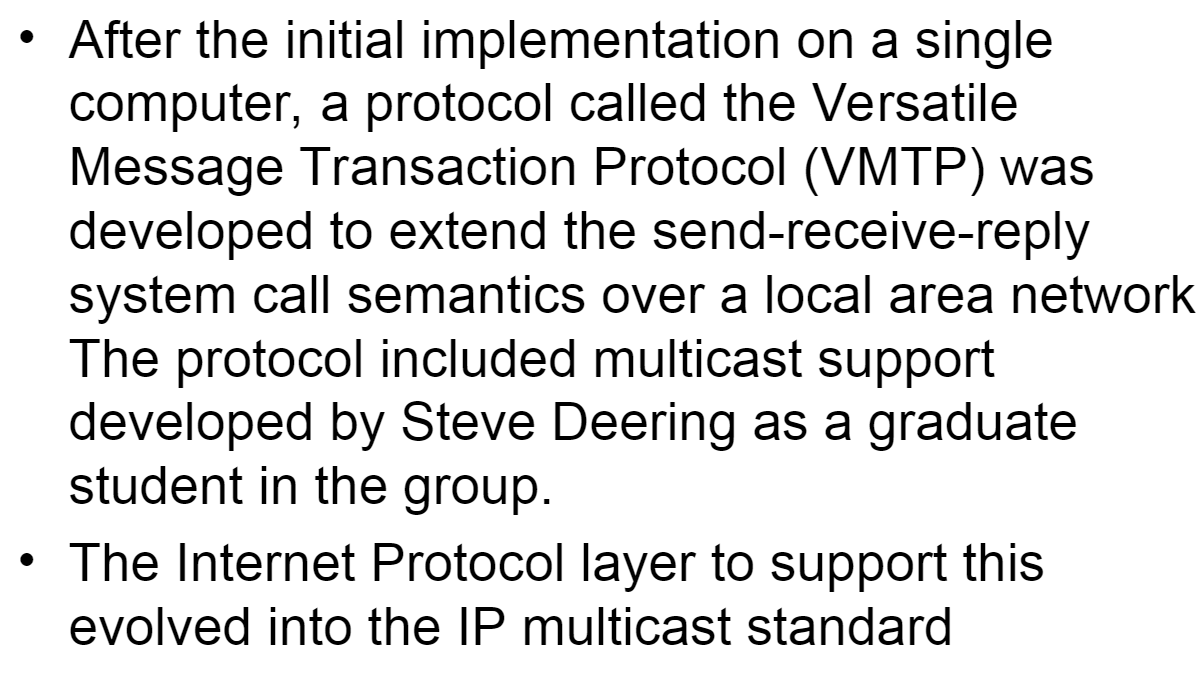 • After the initial implementation on a single
computer, a protocol called the Versatile
Message Transaction Protocol (VMTP) was
developed to extend the send-receive-reply
system call semantics over a local area network
The protocol included multicast support
developed by Steve Deering as a graduate
student in the group.
• The Internet Protocol layer to support this
evolved into the IP multicast standard